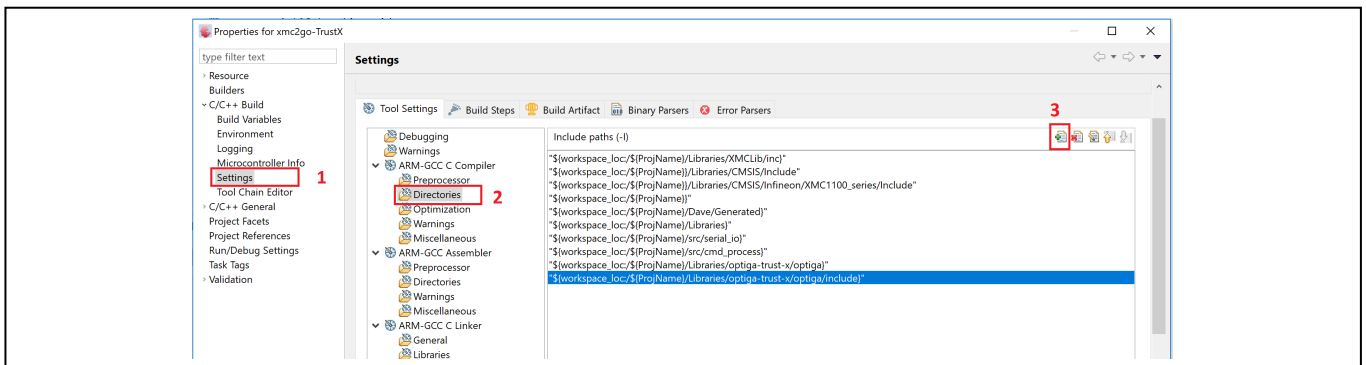 Properties for xmc2go-TrustX
type filter text
Settings
Resource
Builders
C/C++ Build
Build Variables
Environment
Logging
Microcontroller Info
Settings
1
Tool Chain Editor
C/C++ General
Project Facets
Project References
Run/Debug Settings
Task Tags
Validation
Tool Settings Build Steps Build Artifact Binary Parsers Error Parsers
3
Debugging
Warnings
ARM-GCC C Compiler
Preprocessor
Directories
2
Optimization
Warnings
Miscellaneous
ARM-GCC Assembler
Preprocessor
Directories
Warnings
Miscellaneous
ARM-GCC C Linker
General
Libraries
Include paths (-I)
"${workspace_loc:/${ProjName}/Libraries/XMCLib/inc}"
"${workspace_loc:/${ProjName}}/Libraries/CMSIS/Include"
"${workspace_loc:/${ProjName}}/Libraries/CMSIS/Infineon/XMC1100_series/Include"
"${workspace_loc:/${ProjName}}"
"${workspace_loc:/${ProjName}/Dave/Generated}"
"${workspace_loc:/${ProjName}/Libraries}"
"${workspace_loc:/${ProjName}/src/serial_io}"
"${workspace_loc:/${ProjName}/src/cmd_process}"
"${workspace_loc:/${ProjName}/Libraries/optiga-trust-x/optiga}"
"${workspace_loc:/${ProjName}/Libraries/optiga-trust-x/optiga/include}"